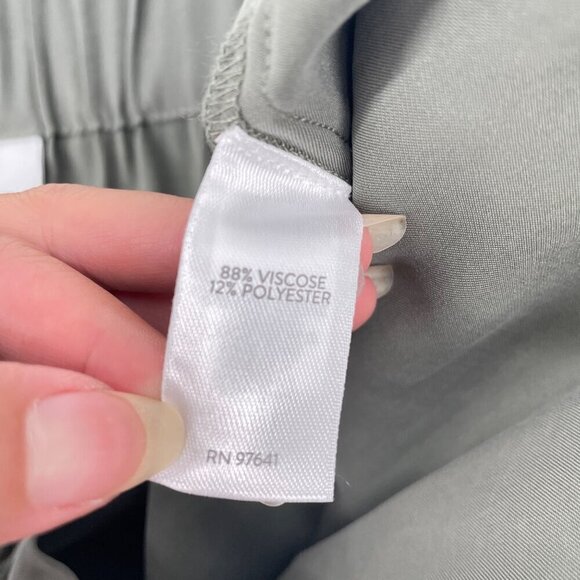 88% VISCOSE
12% POLYESTER
RN 97641